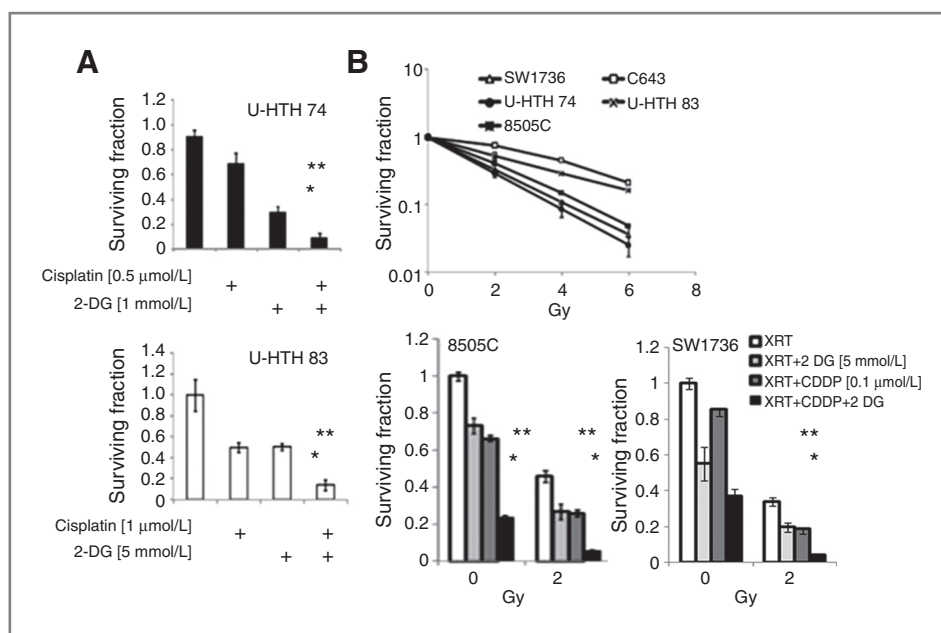 A
U-HTH 74
Surviving fraction
1.2
1.0
0.8
0.6
0.4
0.2
0
**
*
Cisplatin [0.5 μmol/L]
+
+
2-DG [1 mmol/L]
+
+
U-HTH 83
Surviving fraction
1.4
1.2
1.0
0.8
0.6
0.4
0.2
0
**
*
Cisplatin [1 μmol/L]
+
+
2-DG [5 mmol/L]
+
+
B
Surviving fraction
10
1
0.1
0.01
SW1736
C643
U-HTH 74
U-HTH 83
8505C
0 2 4 6 8
Gy
8505C
Surviving fraction
1.2
1
0.8
0.6
0.4
0.2
0
**
*
**
*
0 2
Gy
SW1736
Surviving fraction
1.2
1
0.8
0.6
0.4
0.2
0
**
*
0 2
Gy
XRT
XRT+2 DG [5 mmol/L]
XRT+CDDP [0.1 μmol/L]
XRT+CDDP+2 DG